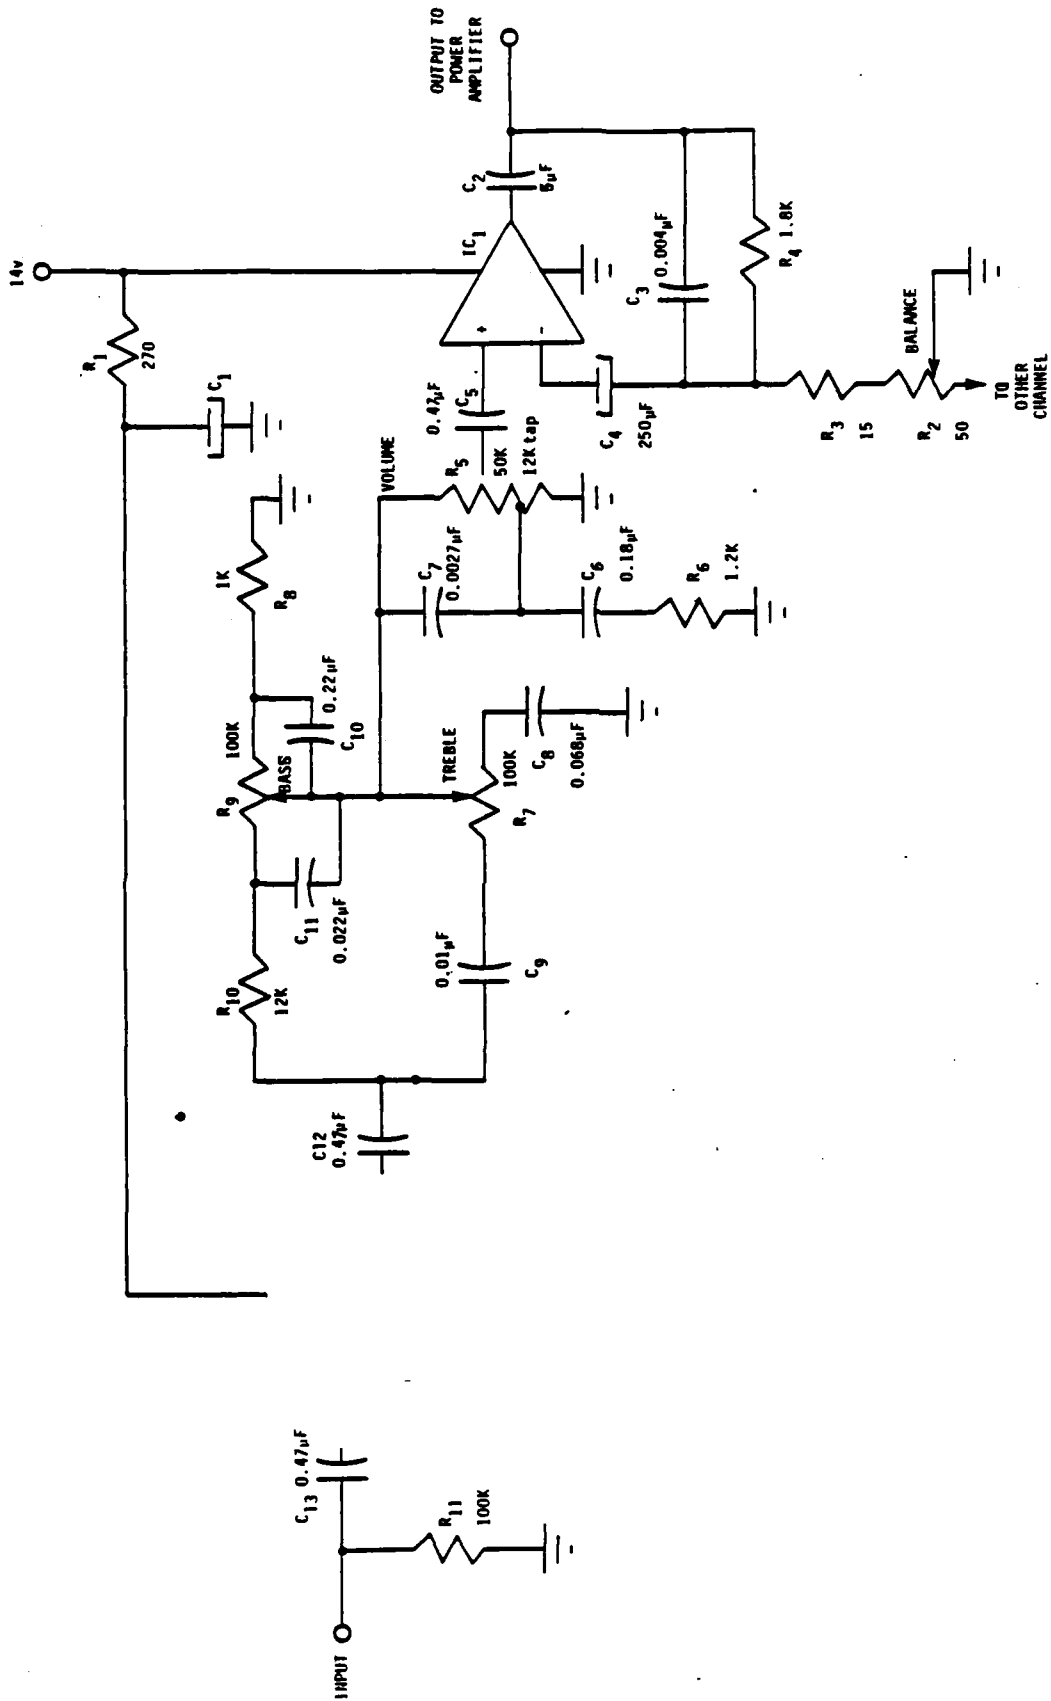 14v
R1
270
C1
OUTPUT TO
POWER
AMPLIFIER
C2
5µF
IC1
+
-
C3
0.004µF
R4 1.8K
BALANCE
R3
15
R2
50
TO
OTHER
CHANNEL
C4
250µF
0.47µF
C5
VOLUME
R5
50K
12K tap
C7
0.0027µF
C6
0.18µF
R6
1.2K
1K
R8
0.22µF
C10
100K
R9
BASS
TREBLE
100K
R7
C8
0.068µF
C11
0.022µF
R10
12K
0.01µF
C9
C12
0.47µF
C13 0.47µF
R11
100K
INPUT